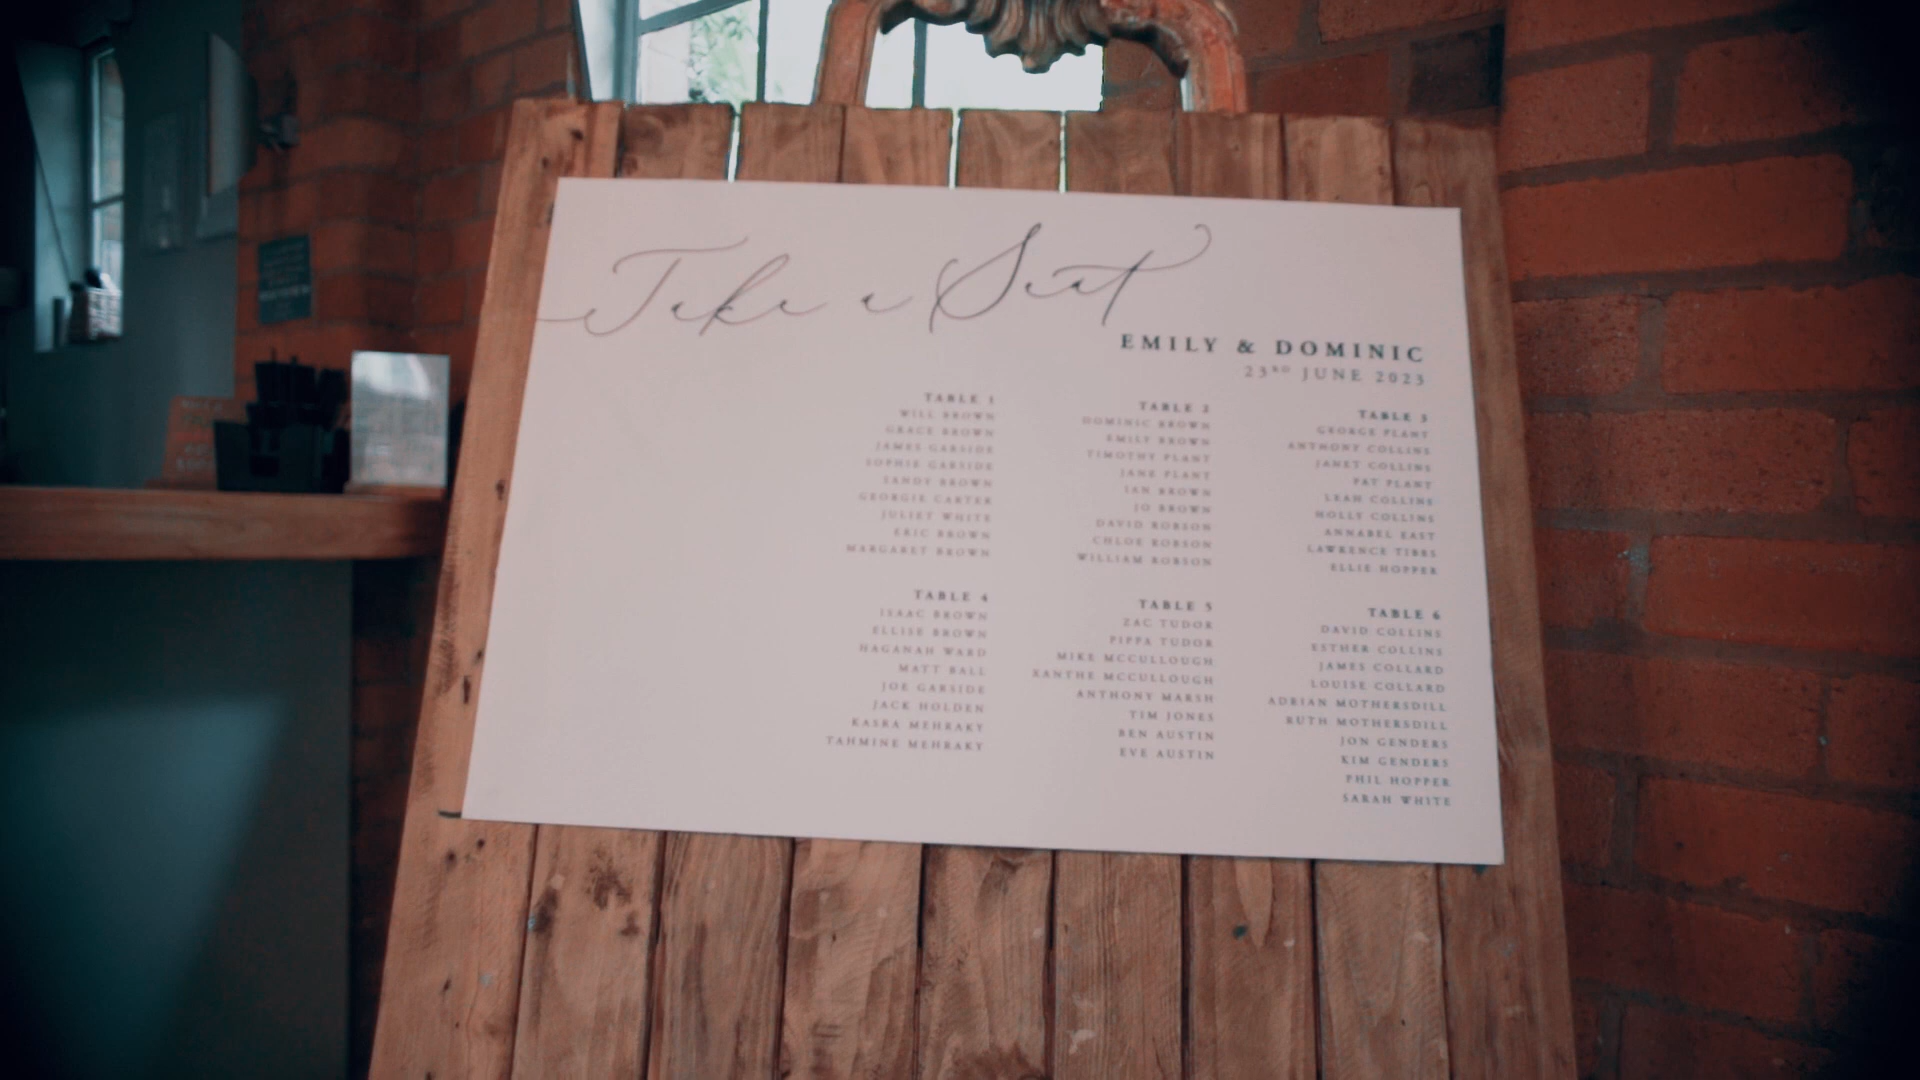 Take a Seat
EMILY & DOMINIC
23RD JUNE 2023
TABLE 1
WILL BROWN
GRACE BROWN
JAMES GARSIDE
SOPHIE GARSIDE
SANDY BROWN
GEORGIE CARTER
JULIET WHITE
ERIC BROWN
MARGARET BROWN
TABLE 2
DOMINIC BROWN
EMILY BROWN
TIMOTHY PLANT
JANE PLANT
IAN BROWN
JO BROWN
DAVID ROBSON
CHLOE ROBSON
WILLIAM ROBSON
TABLE 3
GEORGE PLANT
ANTHONY COLLINS
JANET COLLINS
PAT PLANT
LEAH COLLINS
HOLLY COLLINS
ANNABEL EAST
LAWRENCE TIBBS
ELLIE HOPPER
TABLE 4
ISAAC BROWN
ELLISE BROWN
HAGANAH WARD
MATT BALL
JOE GARSIDE
JACK HOLDEN
KASRA MEHRAKY
TAHMINE MEHRAKY
TABLE 5
ZAC TUDOR
PIPPA TUDOR
MIKE MCCULLOUGH
XANTHE MCCULLOUGH
ANTHONY MARSH
TIM JONES
BEN AUSTIN
EVE AUSTIN
TABLE 6
DAVID COLLINS
ESTHER COLLINS
JAMES COLLARD
LOUISE COLLARD
ADRIAN MOTHERSDILL
RUTH MOTHERSDILL
JON GENDERS
KIM GENDERS
PHIL HOPPER
SARAH WHITE